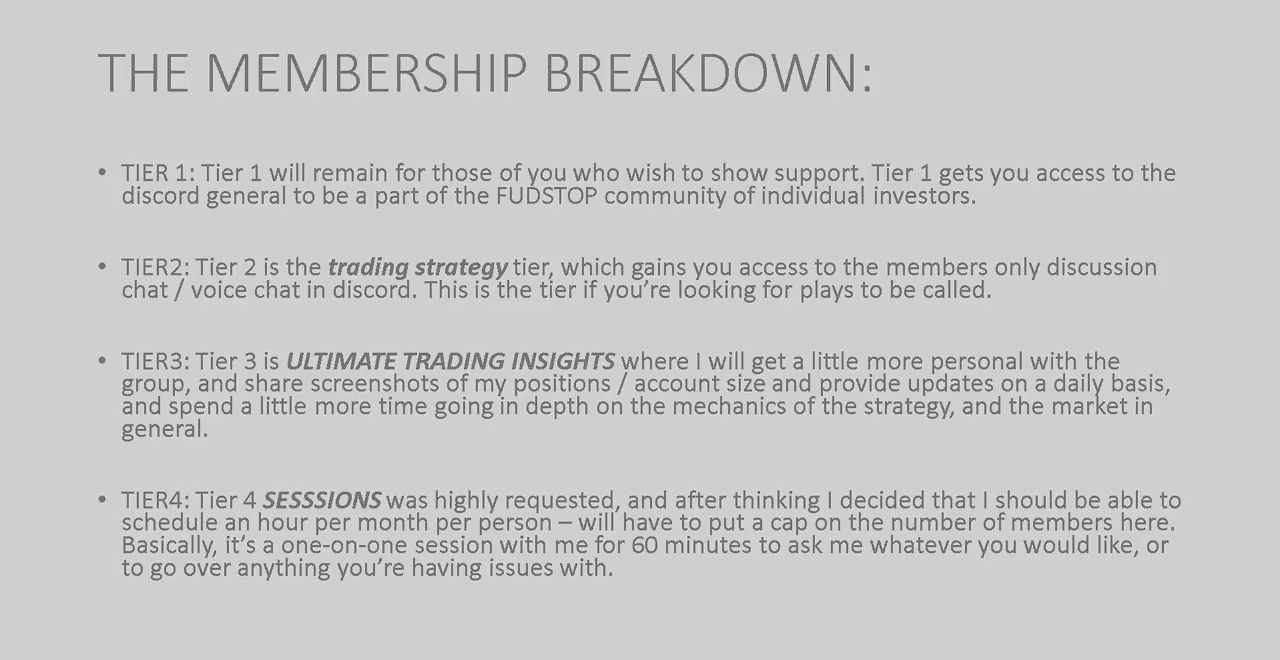 THE MEMBERSHIP BREAKDOWN:
• TIER 1: Tier 1 will remain for those of you who wish to show support. Tier 1 gets you access to the
discord general to be a part of the FUDSTOP community of individual investors.
• TIER2: Tier 2 is the trading strategy tier, which gains you access to the members only discussion
chat / voice chat in discord. This is the tier if you’re looking for plays to be called.
• TIER3: Tier 3 is ULTIMATE TRADING INSIGHTS where I will get a little more personal with the
group, and share screenshots of my positions / account size and provide updates on a daily basis,
and spend a little more time going in depth on the mechanics of the strategy, and the market in
general.
• TIER4: Tier 4 SESSSIONS was highly requested, and after thinking I decided that I should be able to
schedule an hour per month per person – will have to put a cap on the number of members here.
Basically, it’s a one-on-one session with me for 60 minutes to ask me whatever you would like, or
to go over anything you’re having issues with.